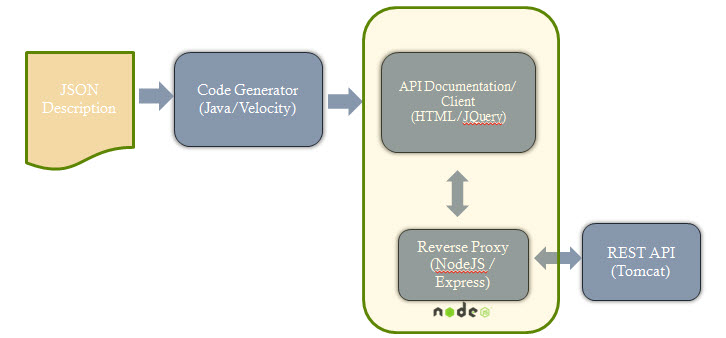 JSON
Description
Code Generator
(Java/Velocity)
API Documentation/
Client
(HTML/JQuery)
Reverse Proxy
(NodeJS /
Express)
REST API
(Tomcat)
node
JS